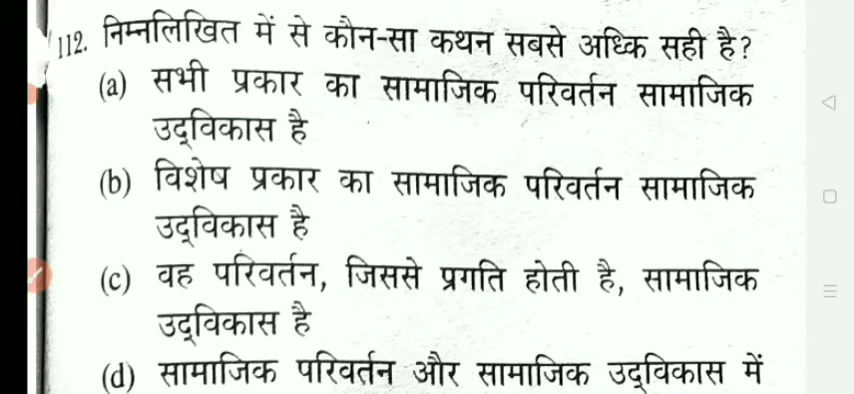 112. निम्नलिखित में से कौन-सा कथन सबसे अधिक सही है?
(a) सभी प्रकार का सामाजिक परिवर्तन सामाजिक
उद्‌विकास है
(b) विशेष प्रकार का सामाजिक परिवर्तन सामाजिक
उद्‌विकास है
(c) वह परिवर्तन, जिससे प्रगति होती है, सामाजिक
उद्‌विकास है
(d) सामाजिक परिवर्तन और सामाजिक उद्‌विकास में